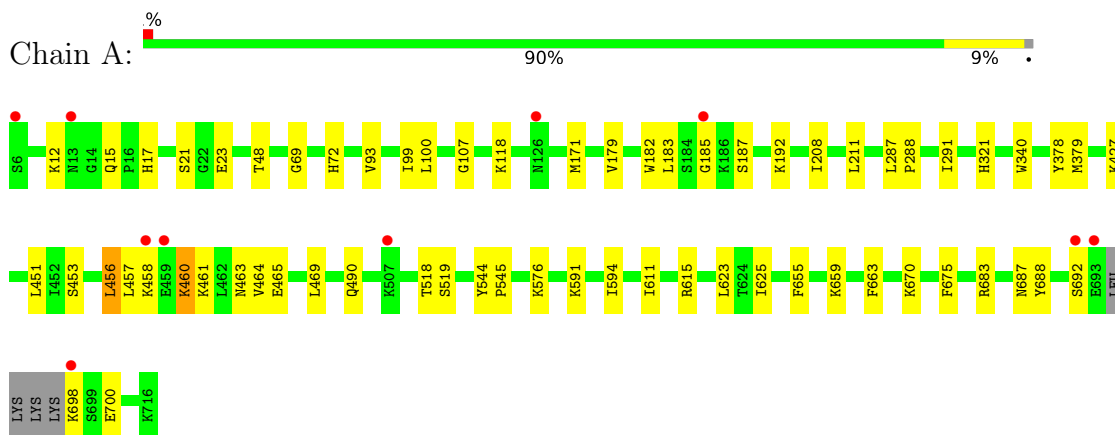 .%
Chain A:
90% 9% •
S6 K12 N13 G14 Q15 P16 H17 S21 G22 E23 T48 G69 H72 V93 I99 L100 G107 K118 N126 M171 V179 W182 L183 S184 G185 K186 S187 K192 I208 L211 L287 P288 I291 H321 W340 Y378 M379 K427
L451 I452 S453 L456 L457 K458 E459 K460 K461 L462 N463 V464 E465 L469 Q490 K507 T518 S519 Y544 P545 K576 K591 I594 I611 R615 L623 T624 I625 F655 K659 F663 K670 F675 R683 N687 Y688 S692 E693 LEU
LYS LYS LYS K698 S699 E700 K716